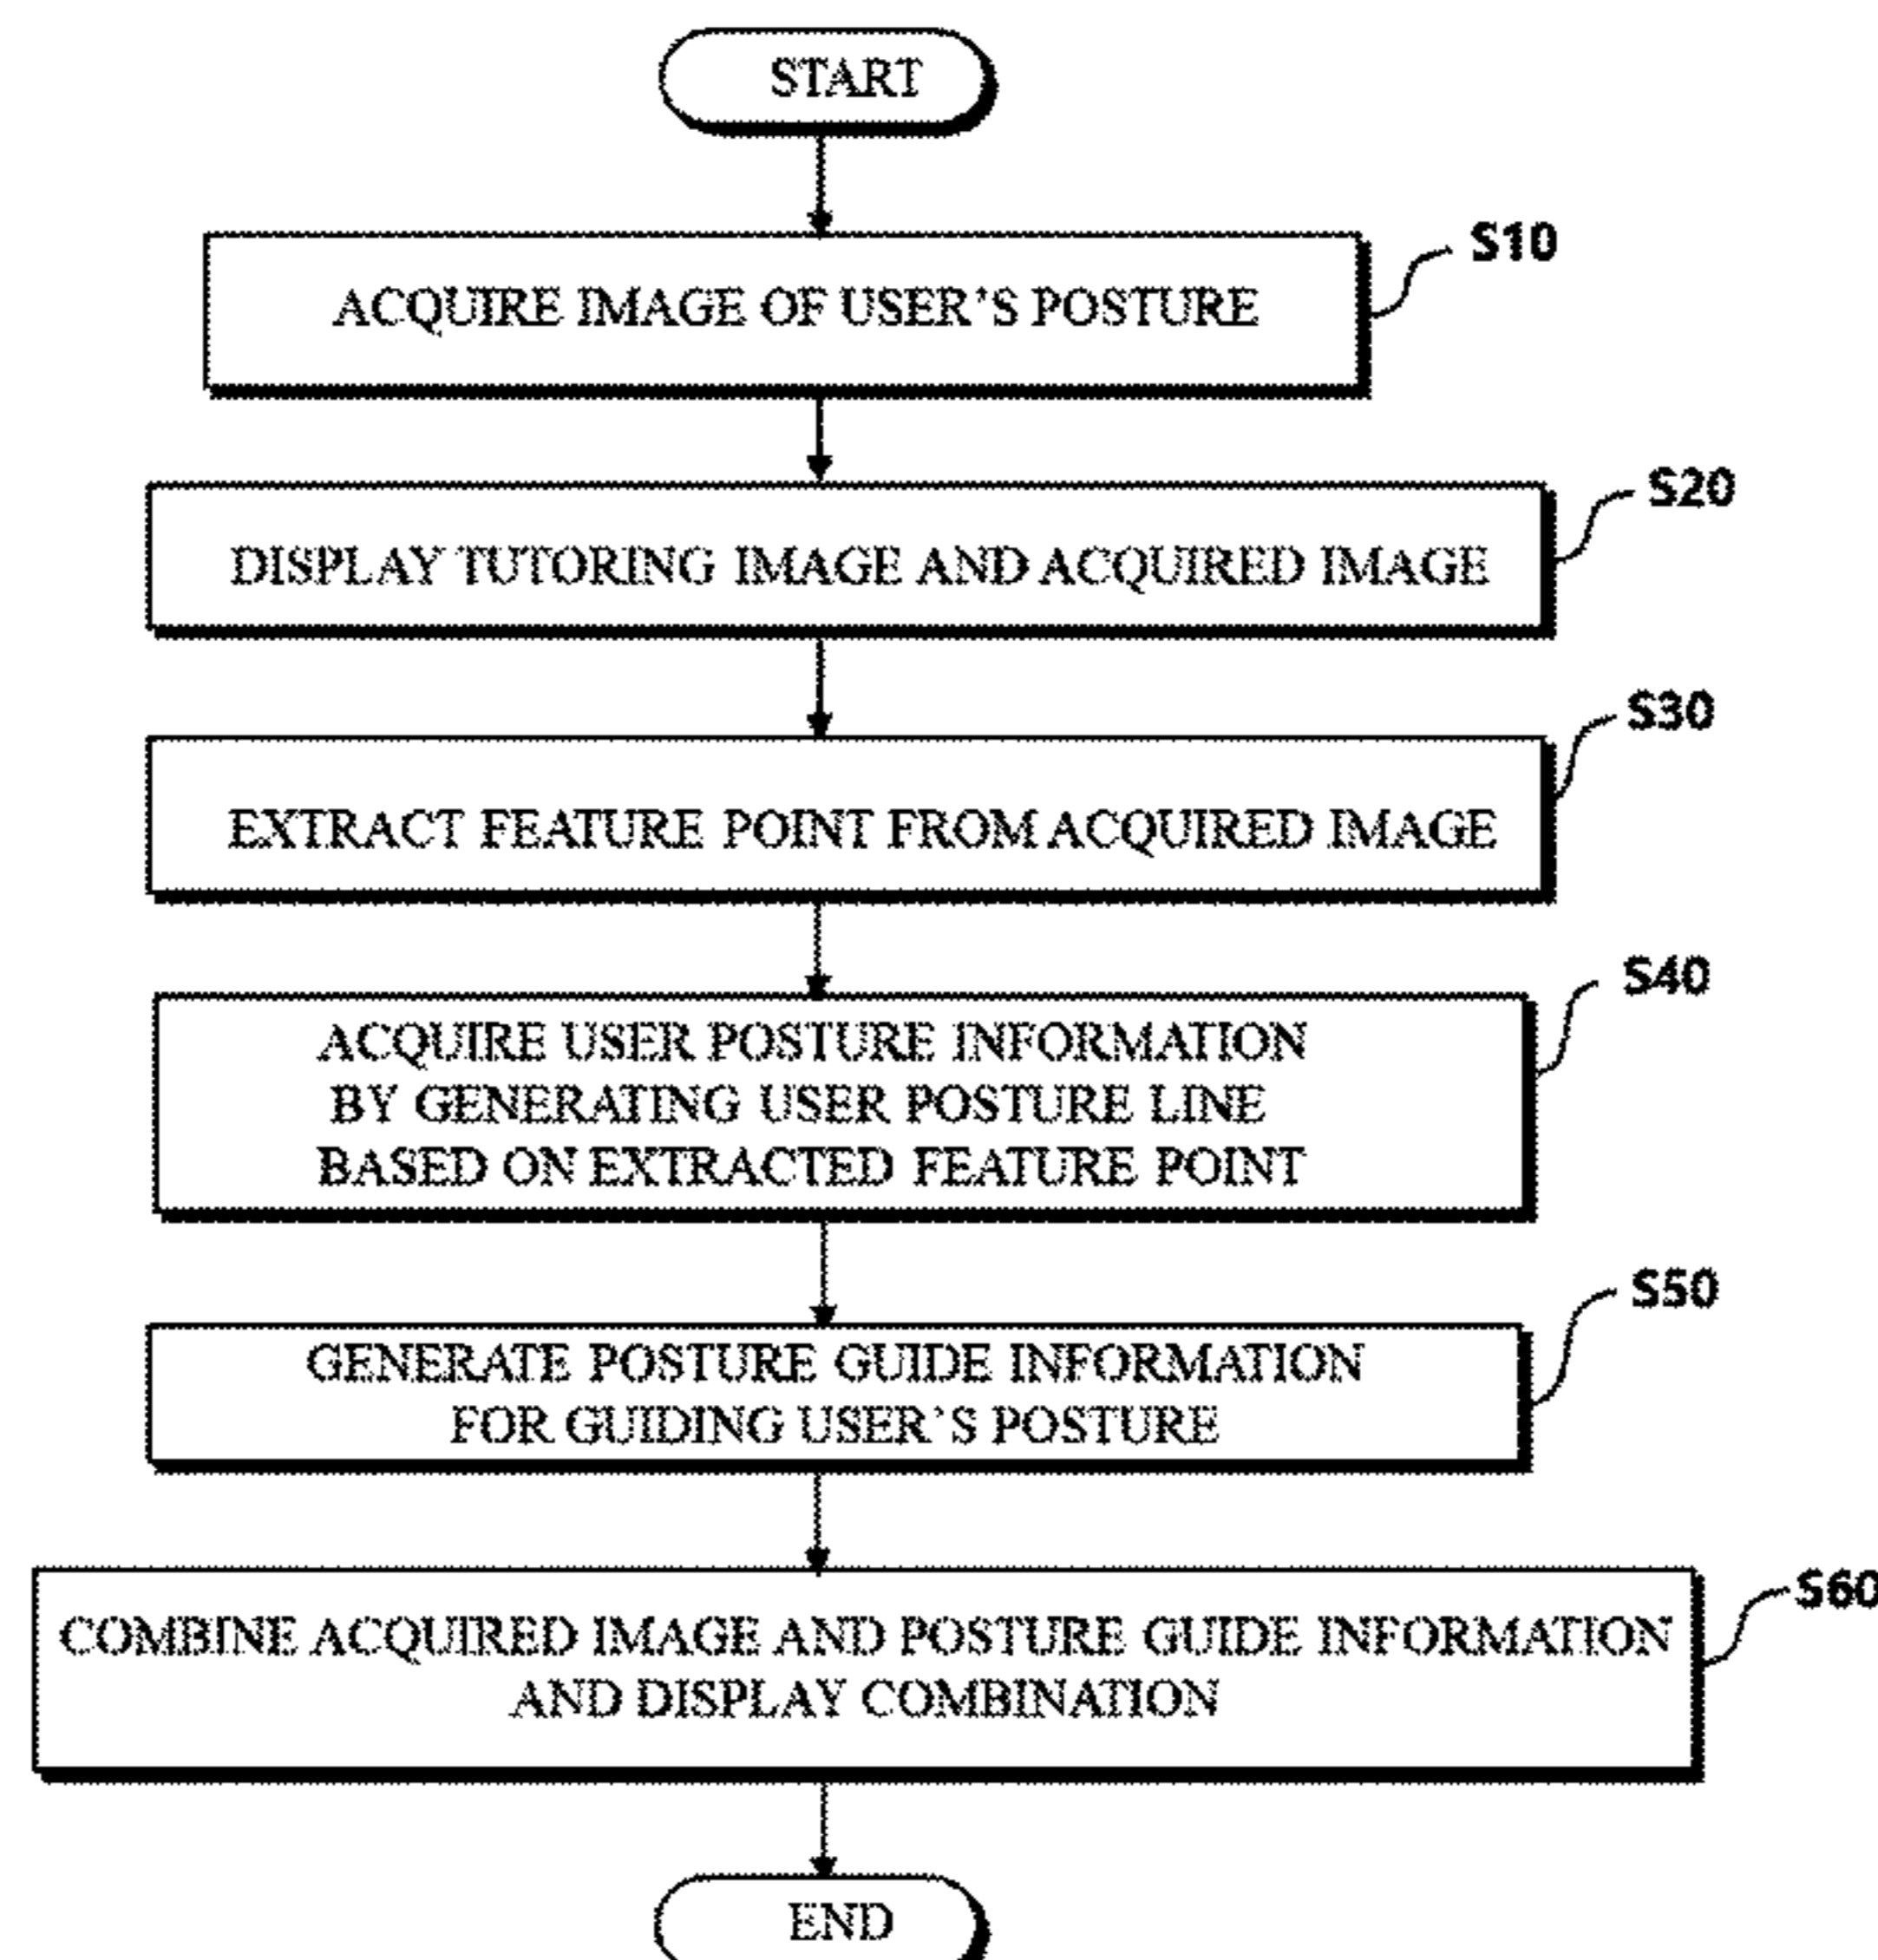 START
S10
ACQUIRE IMAGE OF USER'S POSTURE
S20
DISPLAY TUTORING IMAGE AND ACQUIRED IMAGE
S30
EXTRACT FEATURE POINT FROM ACQUIRED IMAGE
S40
ACQUIRE USER POSTURE INFORMATION
BY GENERATING USER POSTURE LINE
BASED ON EXTRACTED FEATURE POINT
S50
GENERATE POSTURE GUIDE INFORMATION
FOR GUIDING USER`S POSTURE
S60
COMBINE ACQUIRED IMAGE AND POSTURE GUIDE INFORMATION
AND DISPLAY COMBINATION
END